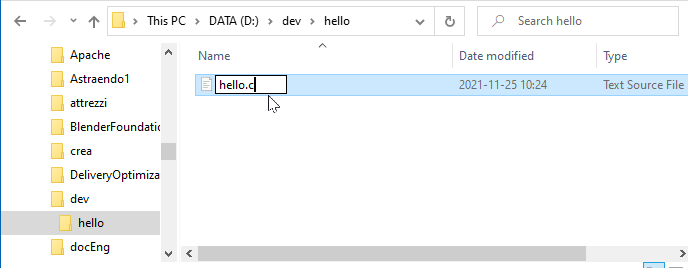 This PC > DATA (D:) > dev > hello
Search hello
Name
Date modified
Type
Apache
Astraendo1
attrezzi
BlenderFoundatio
crea
DeliveryOptimiza
dev
hello
docEng
hello.c
2021-11-25 10:24
Text Source File